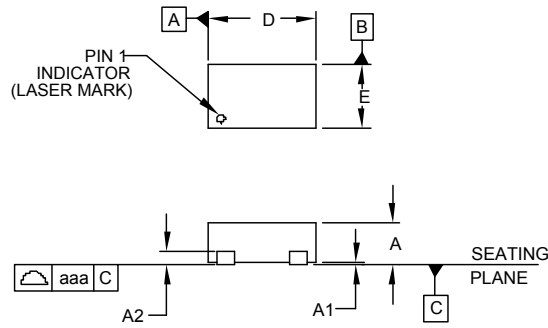 A
D
B
PIN 1
INDICATOR
(LASER MARK)
E
A
SEATING
PLANE
aaa C
A2
A1
C